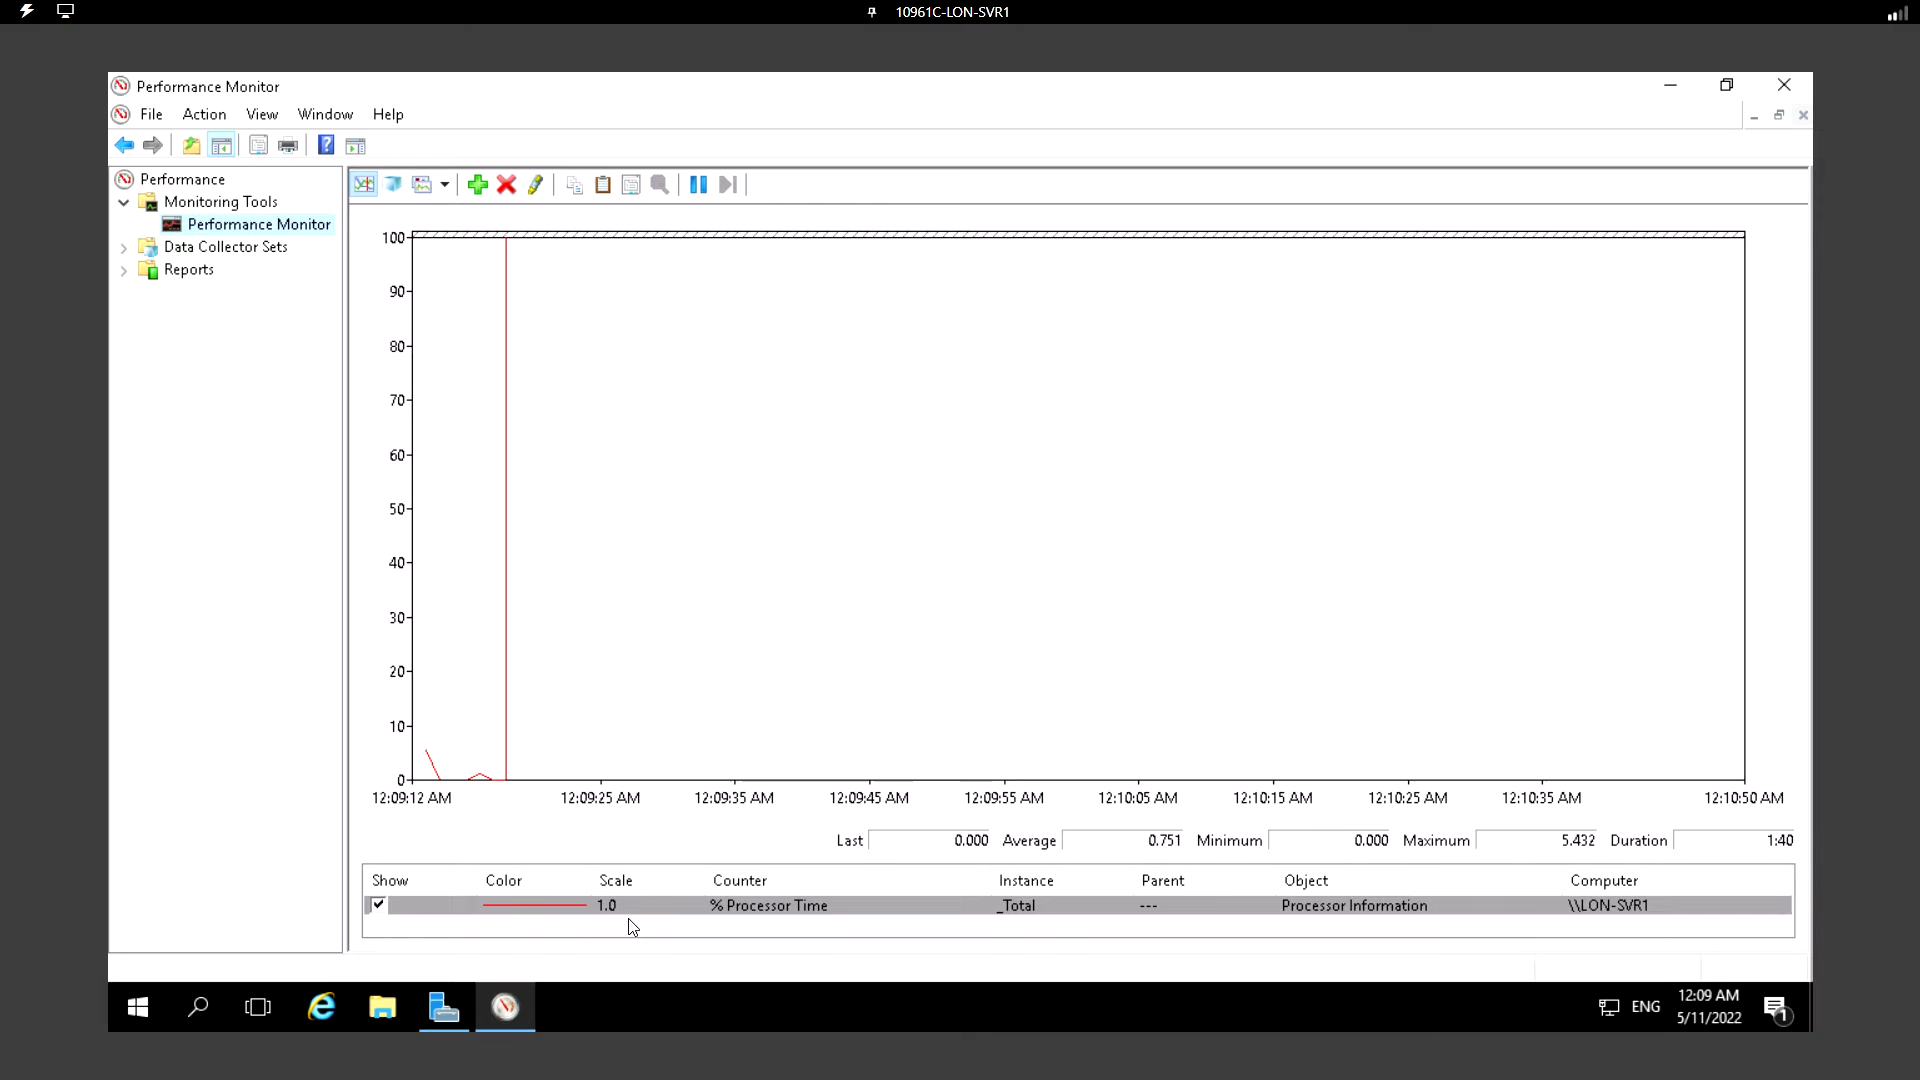 10961C-LON-SVR1
Performance Monitor
File Action View Window Help
Performance
Monitoring Tools
Performance Monitor
Data Collector Sets
Reports
100
90
80
70
60
50
40
30
20
10
0
12:09:12 AM 12:09:25 AM 12:09:35 AM 12:09:45 AM 12:09:55 AM 12:10:05 AM 12:10:15 AM 12:10:25 AM 12:10:35 AM 12:10:50 AM
Last 0.000 Average 0.751 Minimum 0.000 Maximum 5.432 Duration 1:40
Show Color Scale Counter Instance Parent Object Computer
1.0 % Processor Time _Total --- Processor Information \\LON-SVR1
ENG
12:09 AM
5/11/2022
1